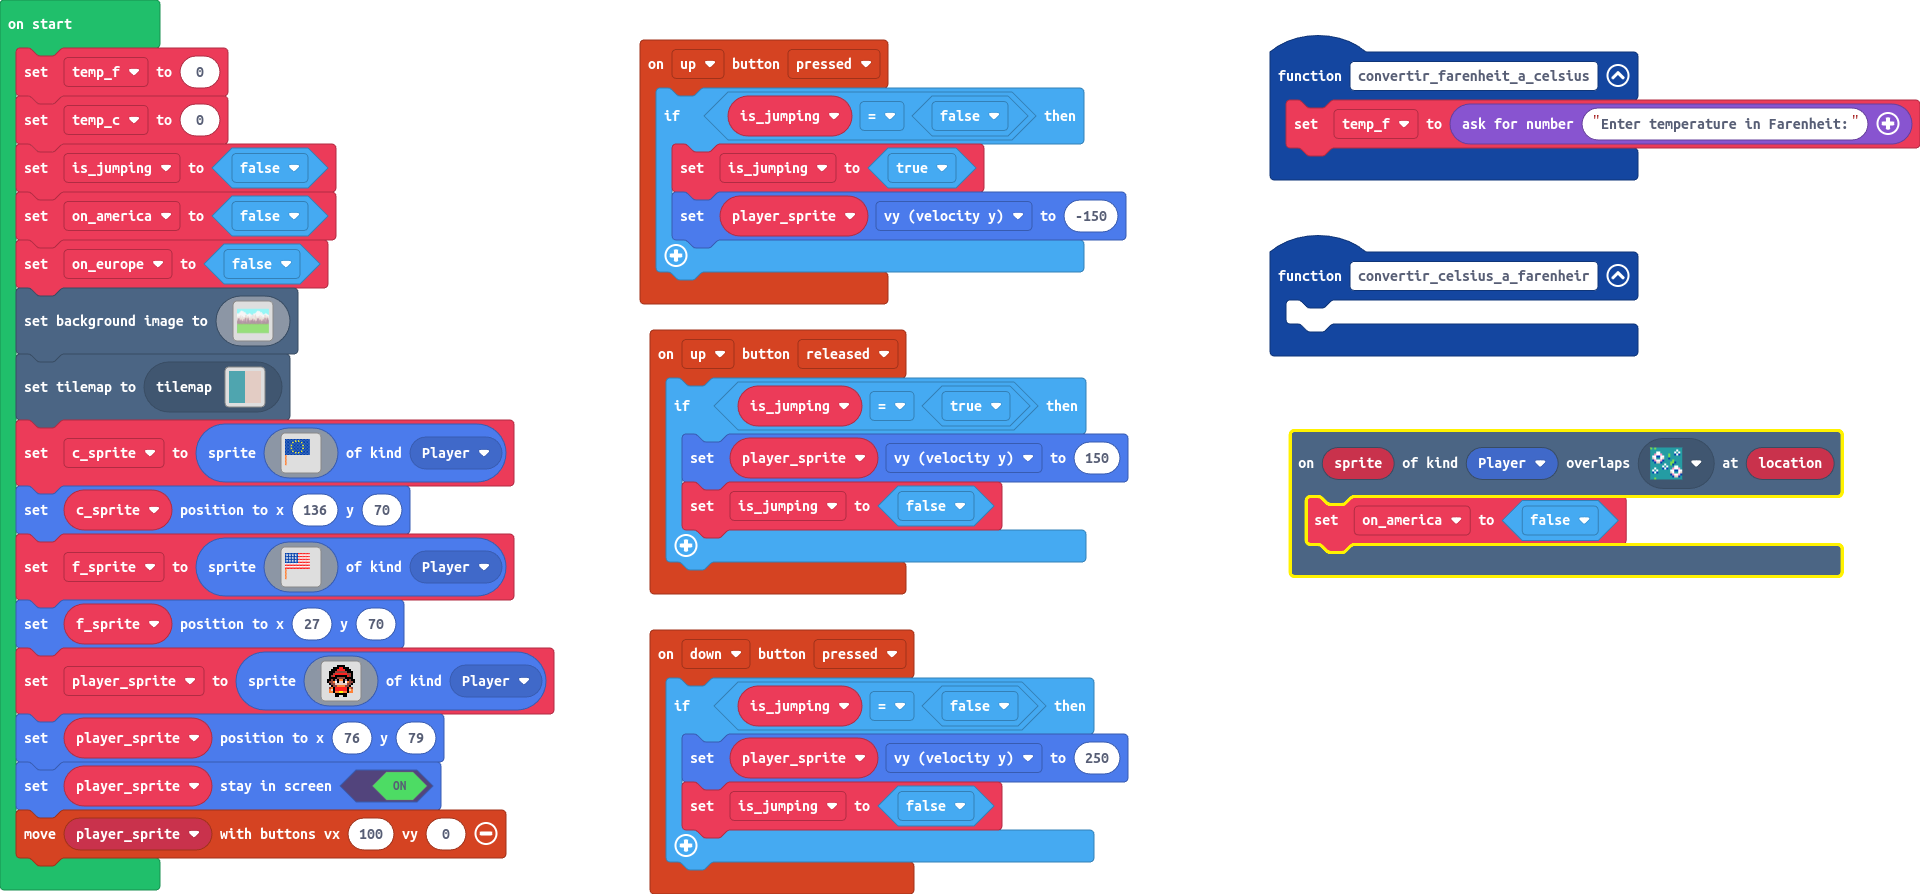 on start
set temp_f to 0
set temp_c to 0
set is_jumping to false
set on_america to false
set on_europe to false
set background image to
set tilemap to tilemap
set c_sprite to sprite of kind Player
set c_sprite position to x 136 y 70
set f_sprite to sprite of kind Player
set f_sprite position to x 27 y 70
set player_sprite to sprite of kind Player
set player_sprite position to x 76 y 79
set player_sprite stay in screen ON
move player_sprite with buttons vx 100 vy 0
on up button pressed
if is_jumping = false then
set is_jumping to true
set player_sprite vy (velocity y) to -150
on up button released
if is_jumping = true then
set player_sprite vy (velocity y) to 150
set is_jumping to false
on down button pressed
if is_jumping = false then
set player_sprite vy (velocity y) to 250
set is_jumping to false
function convertir_farenheit_a_celsius
set temp_f to ask for number "Enter temperature in Farenheit:"
function convertir_celsius_a_farenheir
on sprite of kind Player overlaps at location
set on_america to false